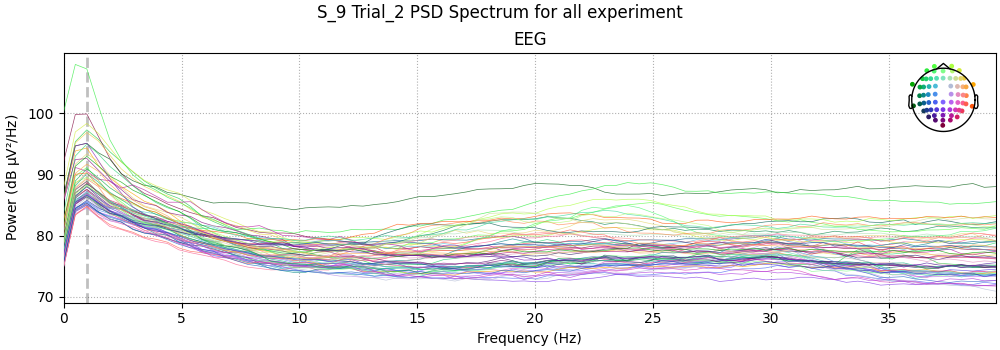 S_9 Trial_2 PSD Spectrum for all experiment
EEG
Power (dB µV²/Hz)
100
90
80
70
0 5 10 15 20 25 30 35
Frequency (Hz)